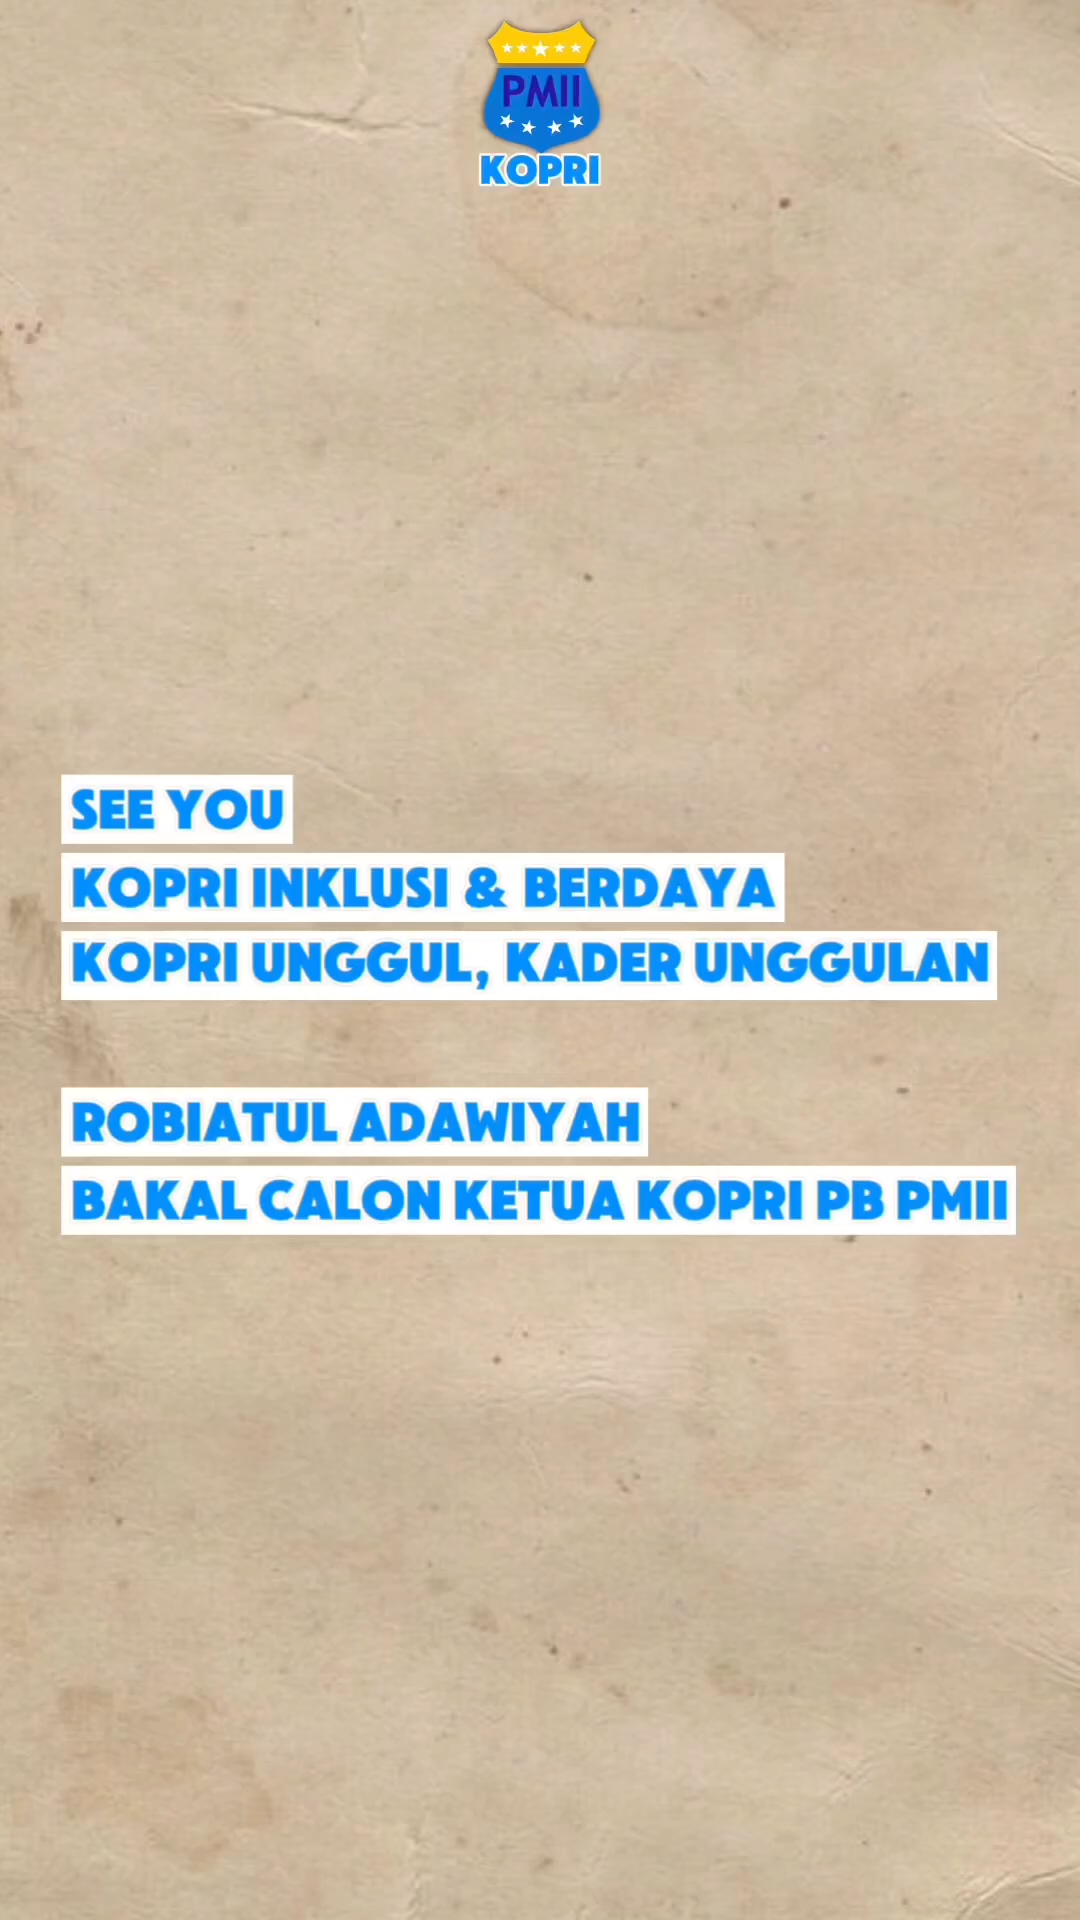 PMII
KOPRI
SEE YOU
KOPRI INKLUSI & BERDAYA
KOPRI UNGGUL, KADER UNGGULAN
ROBIATUL ADAWIYAH
BAKAL CALON KETUA KOPRI PB PMII